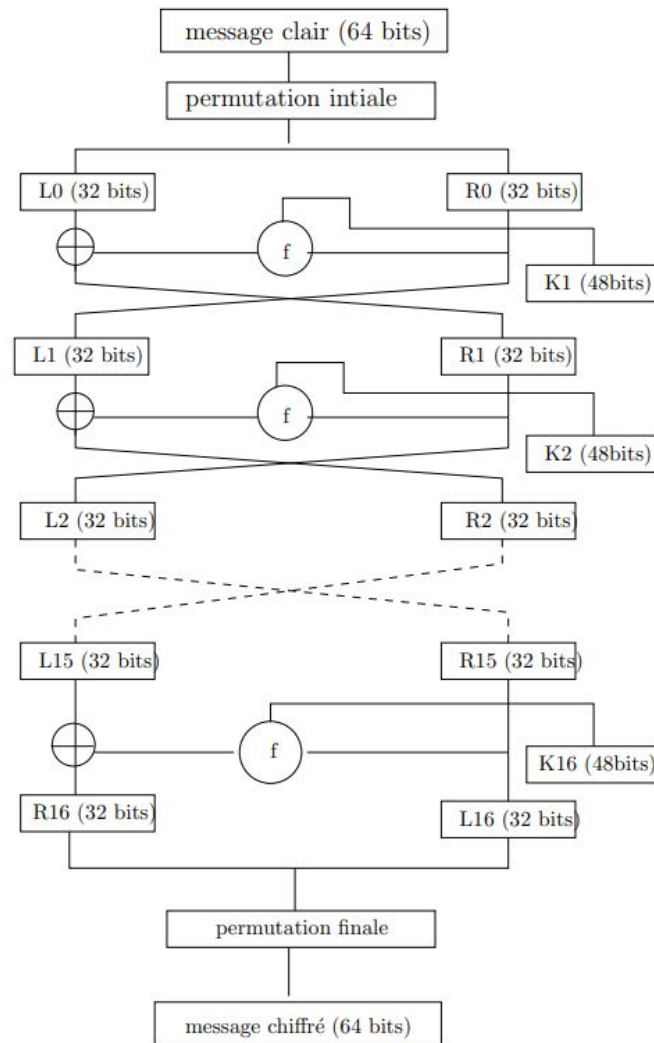 message clair (64 bits)
permutation intiale
L0 (32 bits)
R0 (32 bits)
f
K1 (48bits)
L1 (32 bits)
R1 (32 bits)
f
K2 (48bits)
L2 (32 bits)
R2 (32 bits)
L15 (32 bits)
R15 (32 bits)
f
K16 (48bits)
R16 (32 bits)
L16 (32 bits)
permutation finale
message chiffré (64 bits)